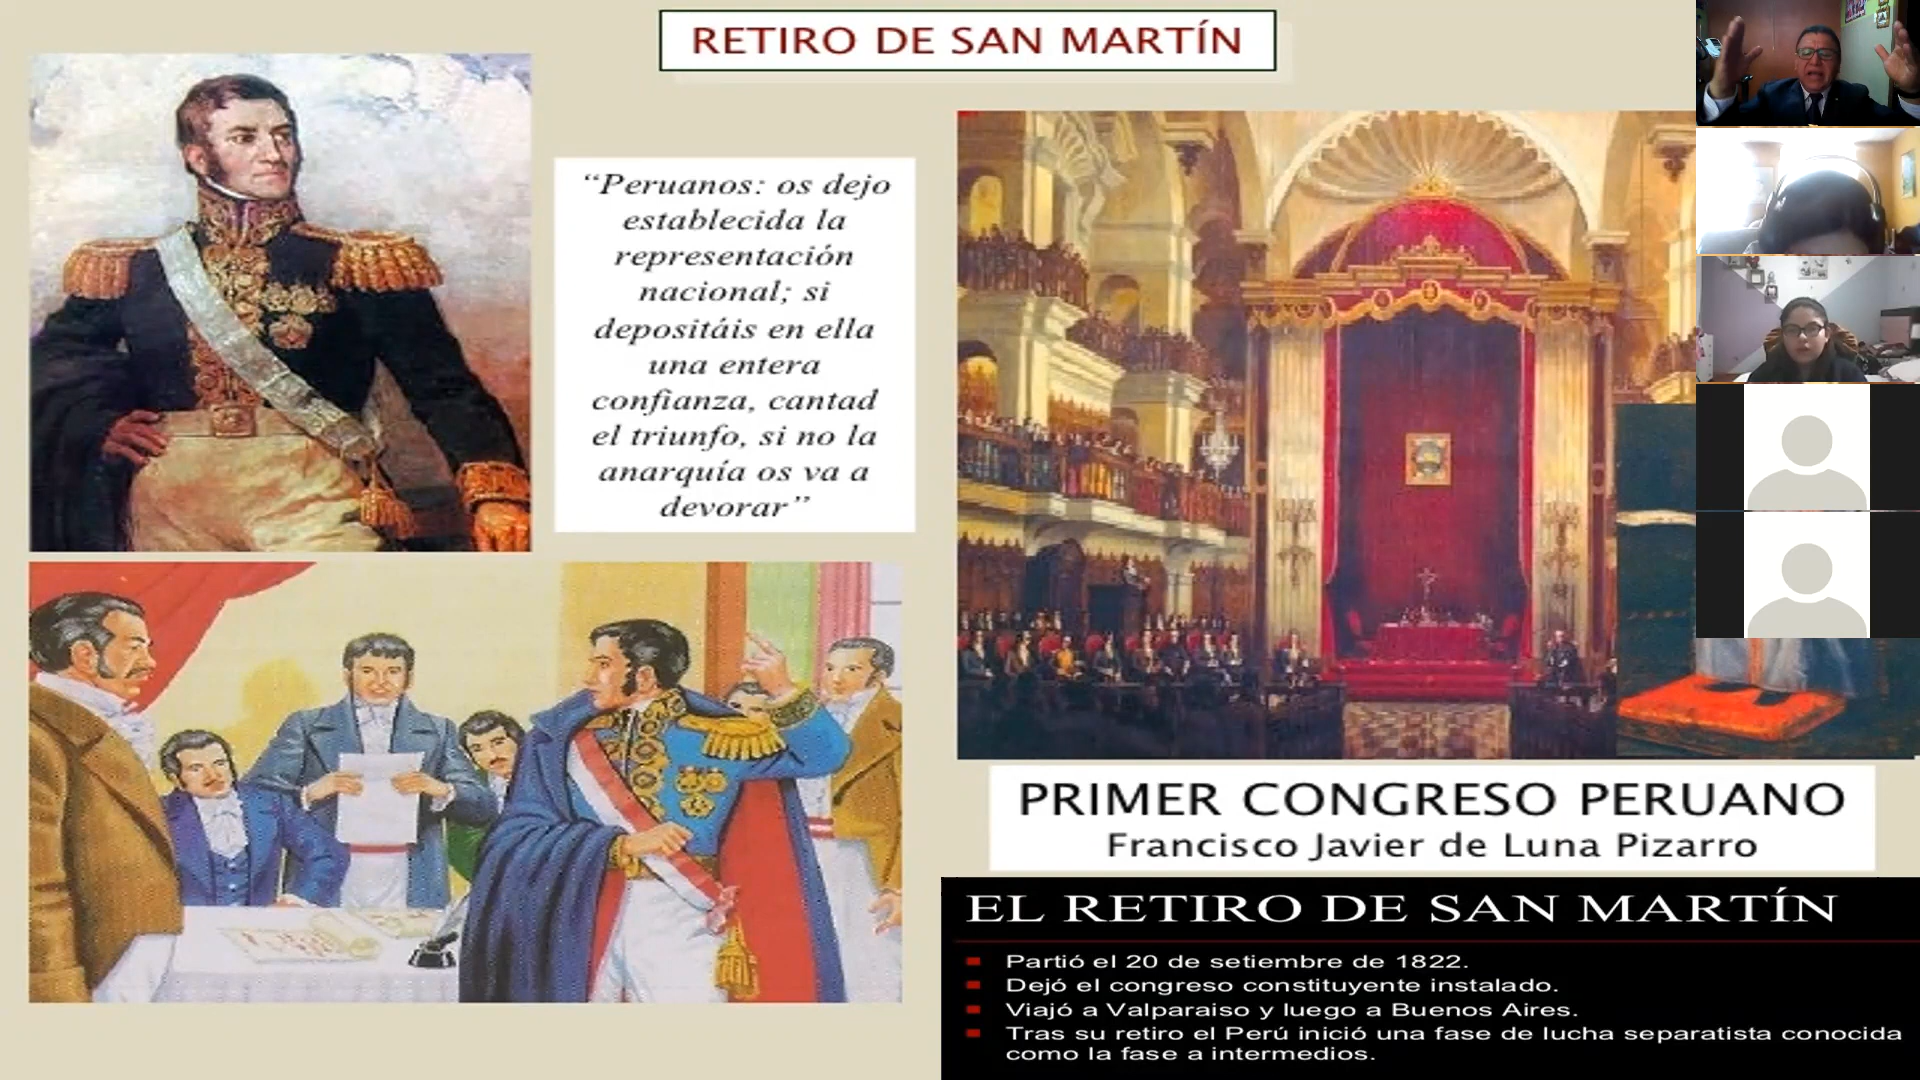 RETIRO DE SAN MARTÍN
“Peruanos: os dejo
establecida la
representación
nacional; si
depositáis en ella
una entera
confianza, cantad
el triunfo, si no la
anarquía os va a
devorar”
PRIMER CONGRESO PERUANO
Francisco Javier de Luna Pizarro
EL RETIRO DE SAN MARTÍN
Partió el 20 de setiembre de 1822.
Dejó el congreso constituyente instalado.
Viajó a Valparaiso y luego a Buenos Aires.
Tras su retiro el Perú inició una fase de lucha separatista conocida
como la fase a intermedios.